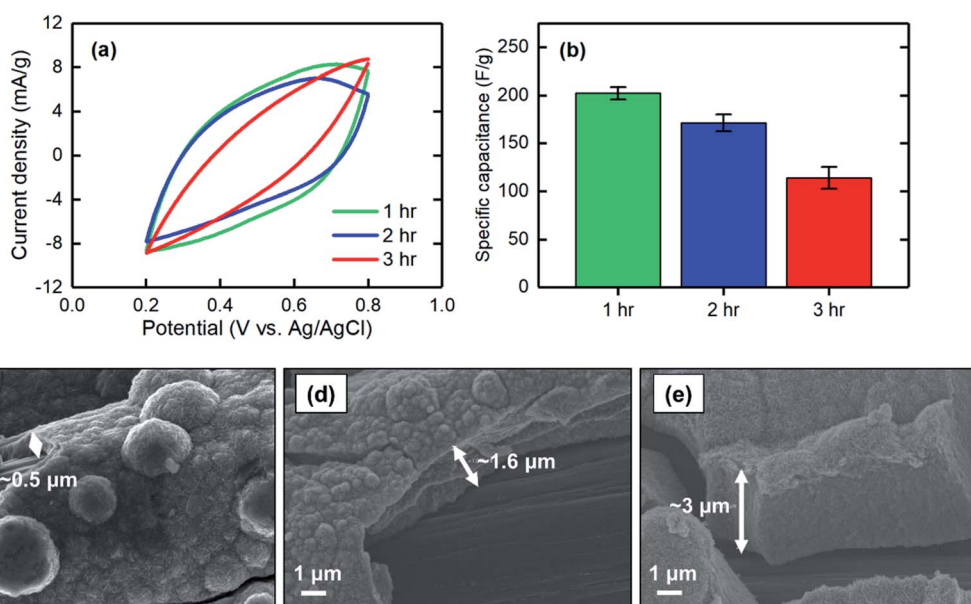 12
8
4
0
-4
-8
-12
Current density (mA/g)
(a)
1 hr
2 hr
3 hr
0.0 0.2 0.4 0.6 0.8 1.0
Potential (V vs. Ag/AgCl)
250
200
150
100
50
0
Specific capacitance (F/g)
(b)
1 hr 2 hr 3 hr
~0.5 µm
(d)
~1.6 µm
1 µm
(e)
~3 µm
1 µm